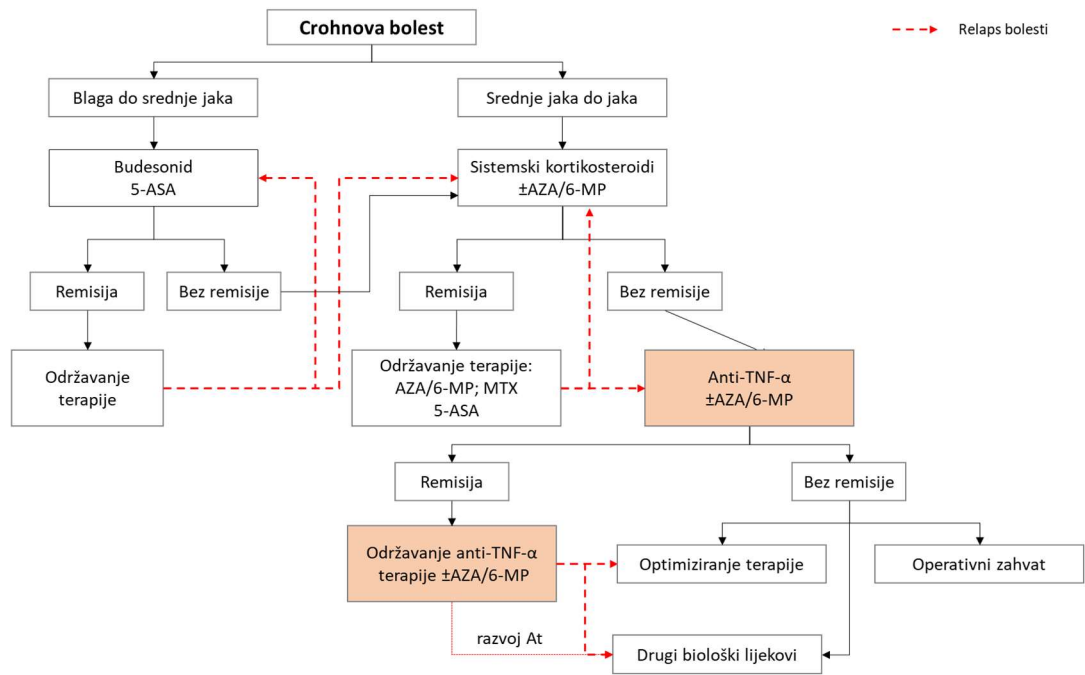 Crohnova bolest
Relaps bolesti
Blaga do srednje jaka
Srednje jaka do jaka
Budesonid
5-ASA
Sistemski kortikosteroidi
±AZA/6-MP
Remisija
Bez remisije
Remisija
Bez remisije
Održavanje
terapije
Održavanje terapije:
AZA/6-MP; MTX
5-ASA
Anti-TNF-α
±AZA/6-MP
Remisija
Bez remisije
Održavanje anti-TNF-α
terapije ±AZA/6-MP
Optimiziranje terapije
Operativni zahvat
razvoj At
Drugi biološki lijekovi